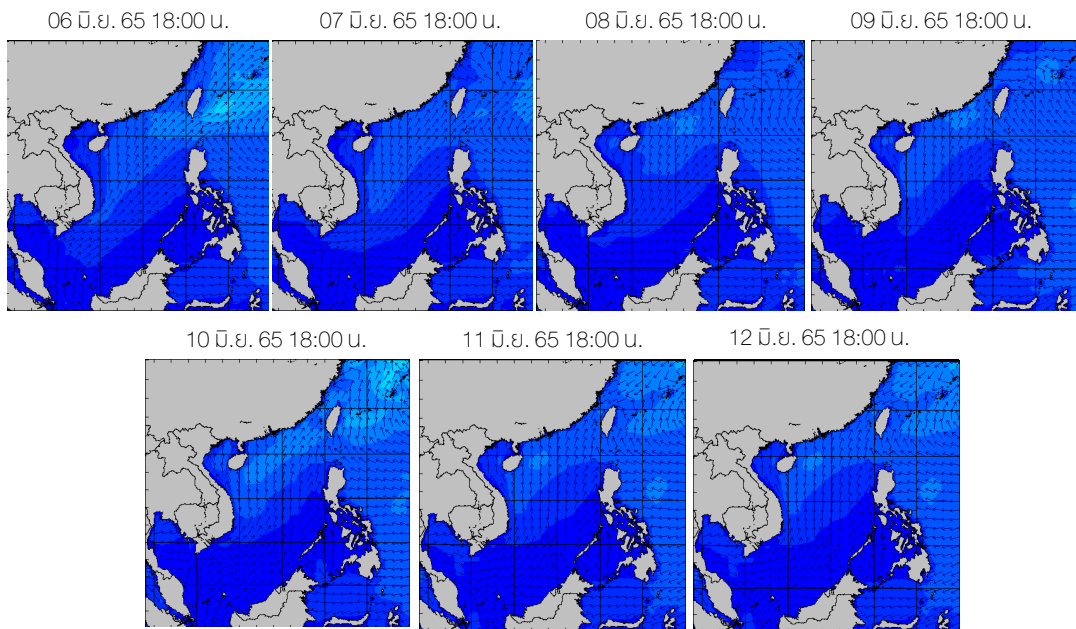 06 มิ.ย. 65 18:00 น.
07 มิ.ย. 65 18:00 น.
08 มิ.ย. 65 18:00 น.
09 มิ.ย. 65 18:00 น.
10 มิ.ย. 65 18:00 น.
11 มิ.ย. 65 18:00 น.
12 มิ.ย. 65 18:00 น.